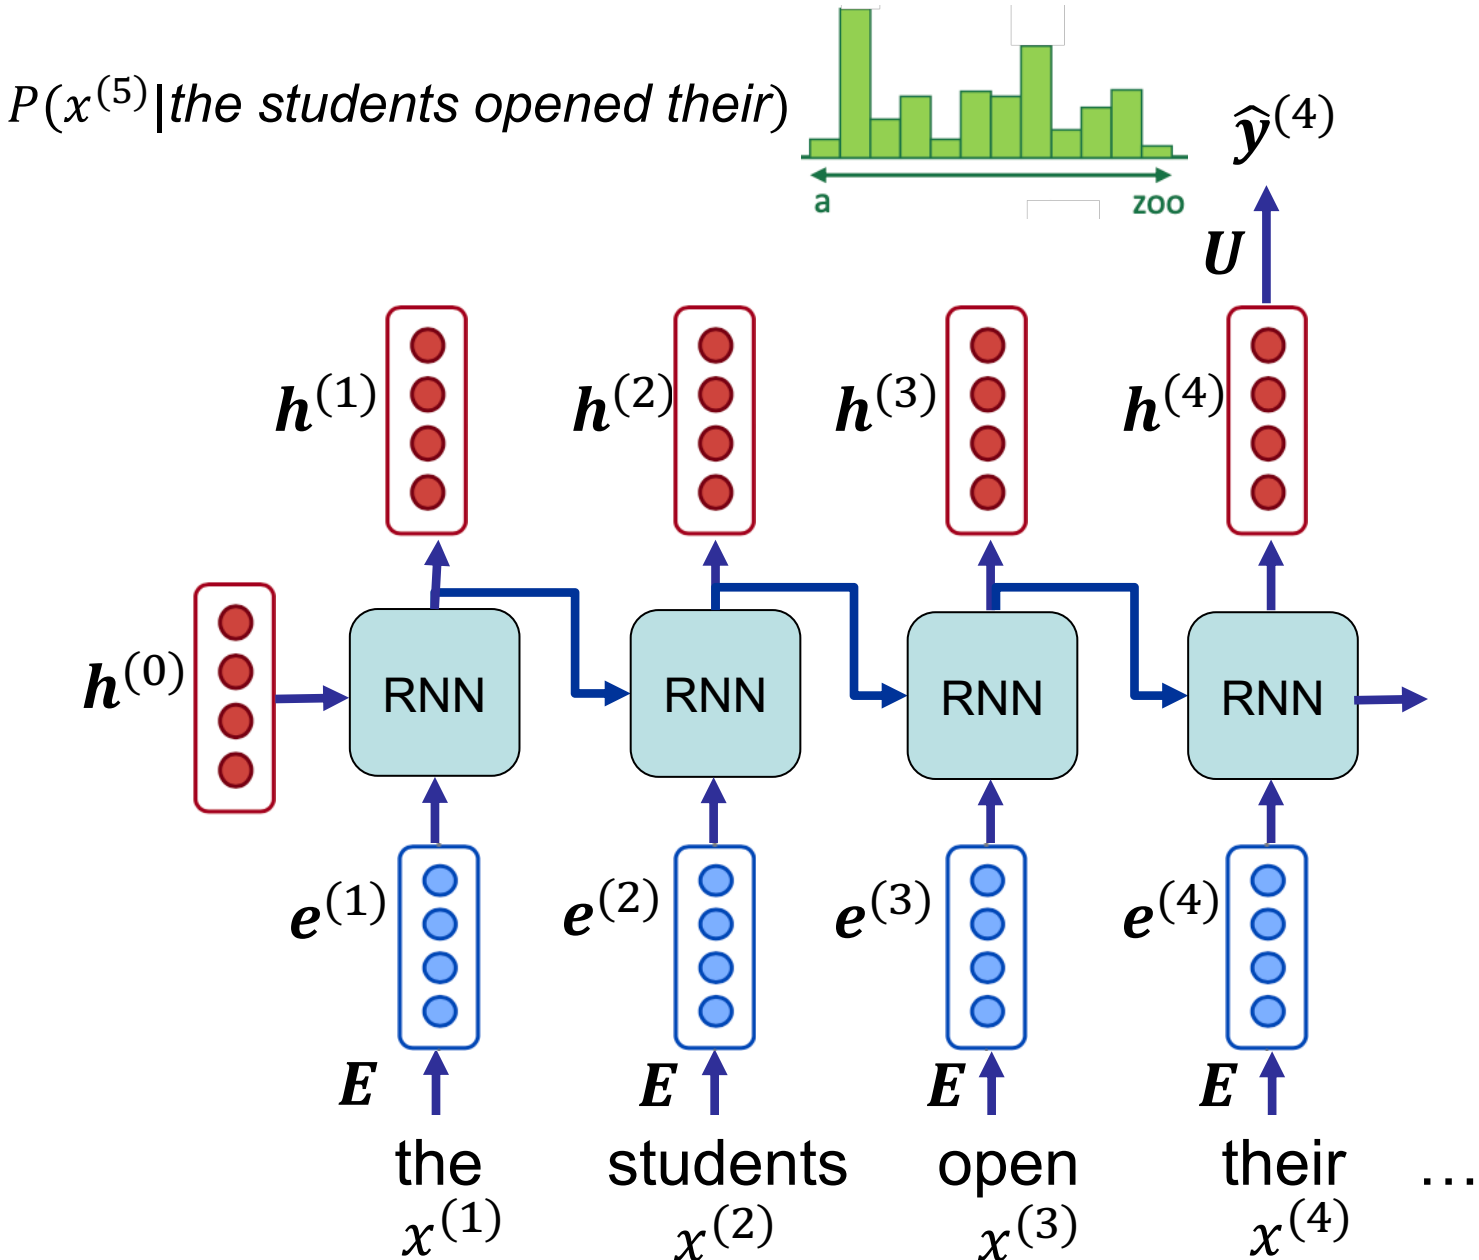 P(x^(5)|the students opened their)
ŷ^(4)
a zoo
U
h^(1) h^(2) h^(3) h^(4)
h^(0) RNN RNN RNN RNN
e^(1) e^(2) e^(3) e^(4)
E E E E
the students open their ...
x^(1) x^(2) x^(3) x^(4)